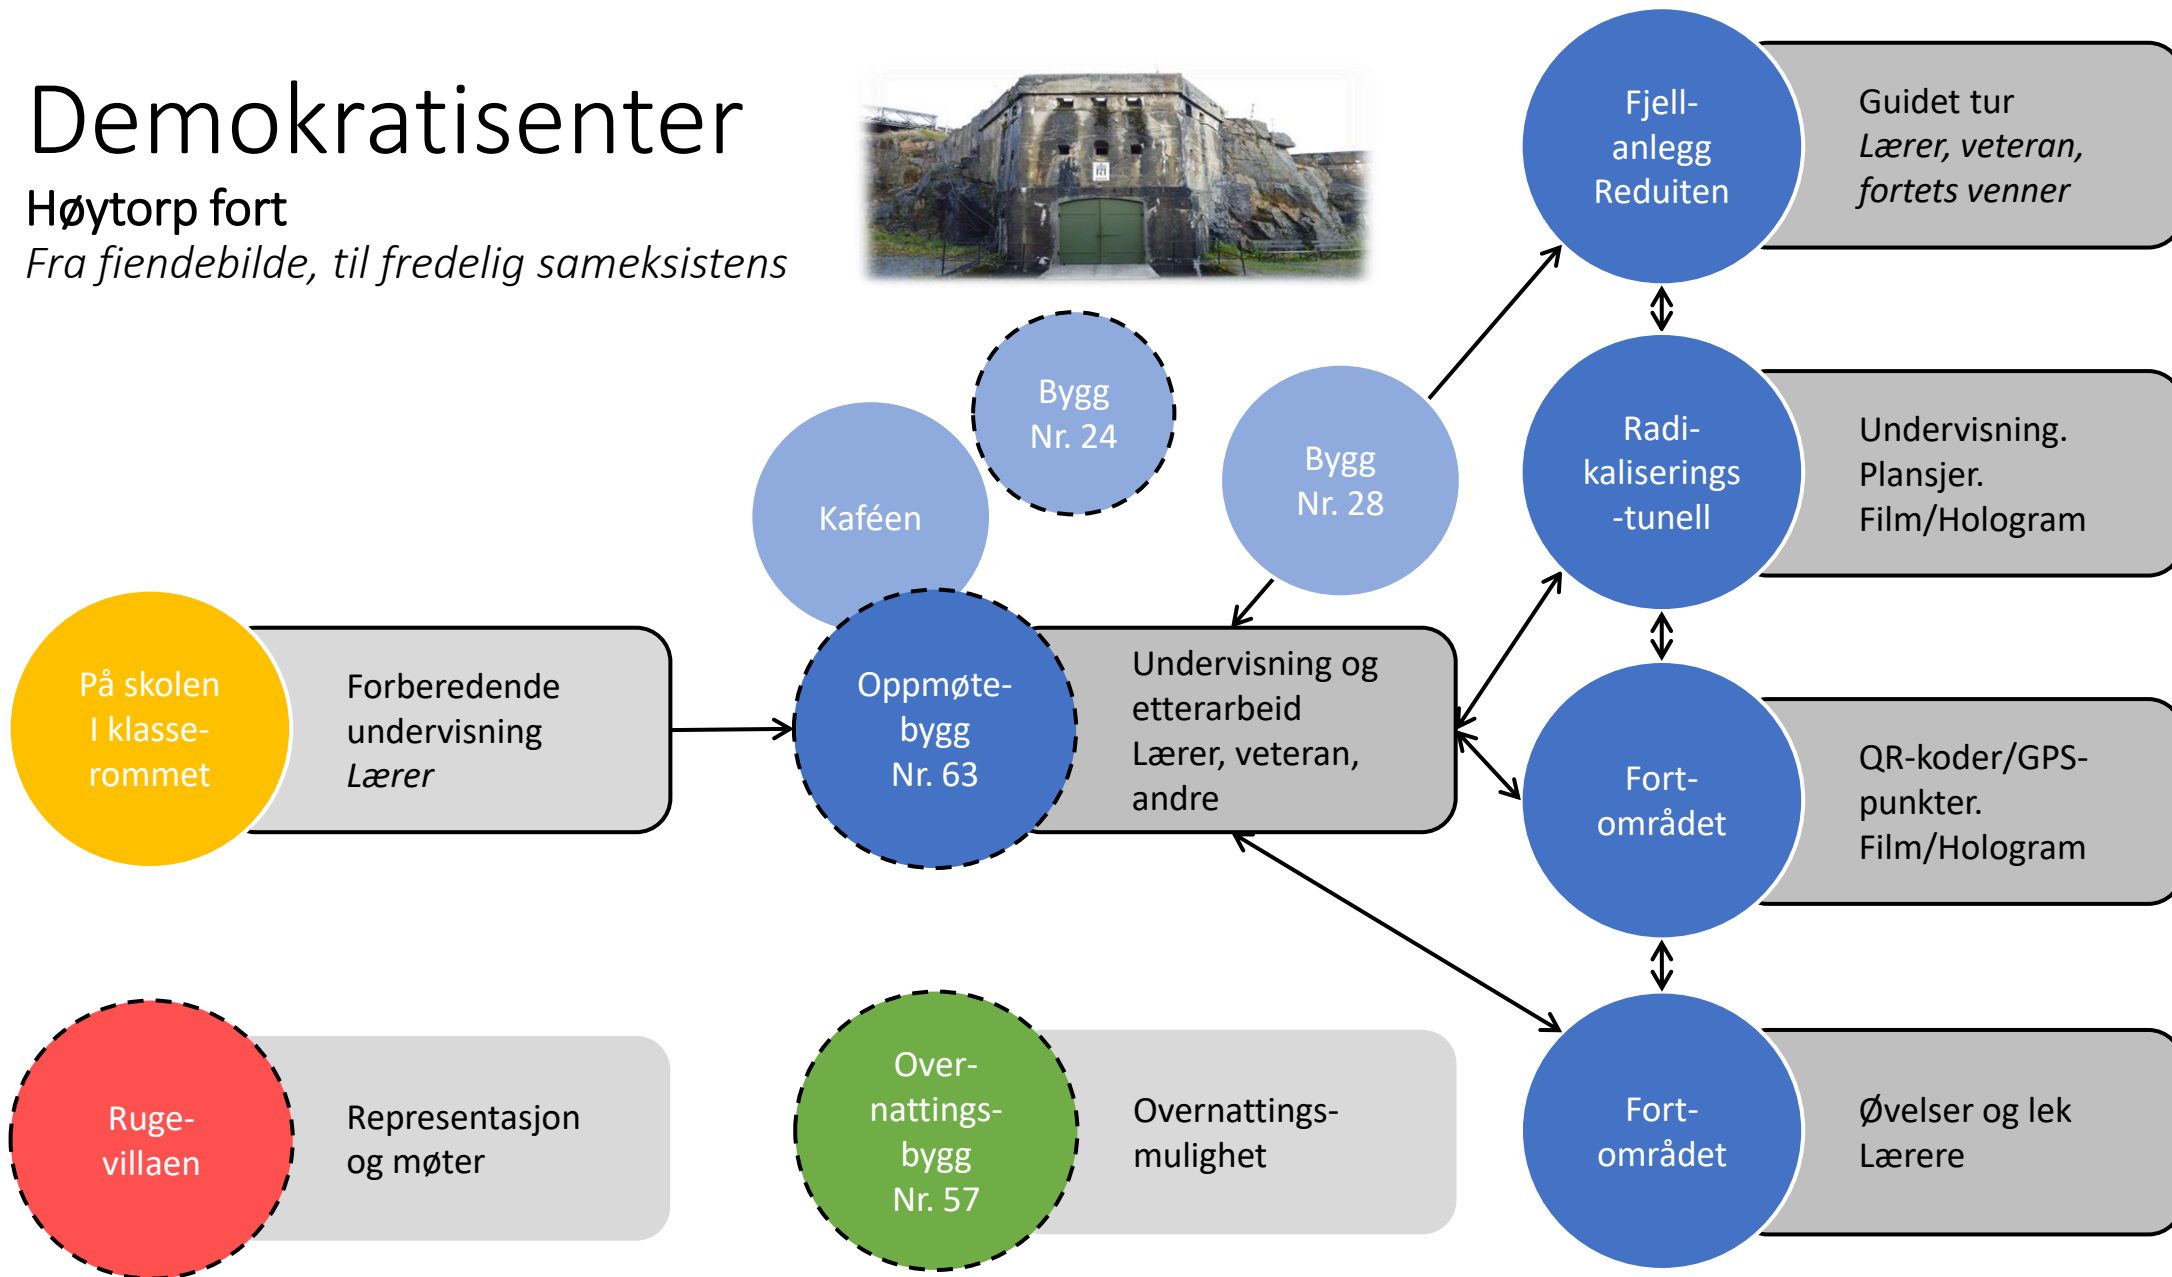 Demokratisenter
Høytorp fort
Fra fiendebilde, til fredelig sameksistens
Fjell-
anlegg
Reduiten
Guidet tur
Lærer, veteran,
fortets venner
Bygg
Nr. 24
Bygg
Nr. 28
Kaféen
Radi-
kaliserings
-tunell
Undervisning.
Plansjer.
Film/Hologram
På skolen
I klasse-
rommet
Forberedende
undervisning
Lærer
Oppmøte-
bygg
Nr. 63
Undervisning og
etterarbeid
Lærer, veteran,
andre
Fort-
området
QR-koder/GPS-
punkter.
Film/Hologram
Ruge-
villaen
Representasjon
og møter
Over-
nattings-
bygg
Nr. 57
Overnattings-
mulighet
Fort-
området
Øvelser og lek
Lærere